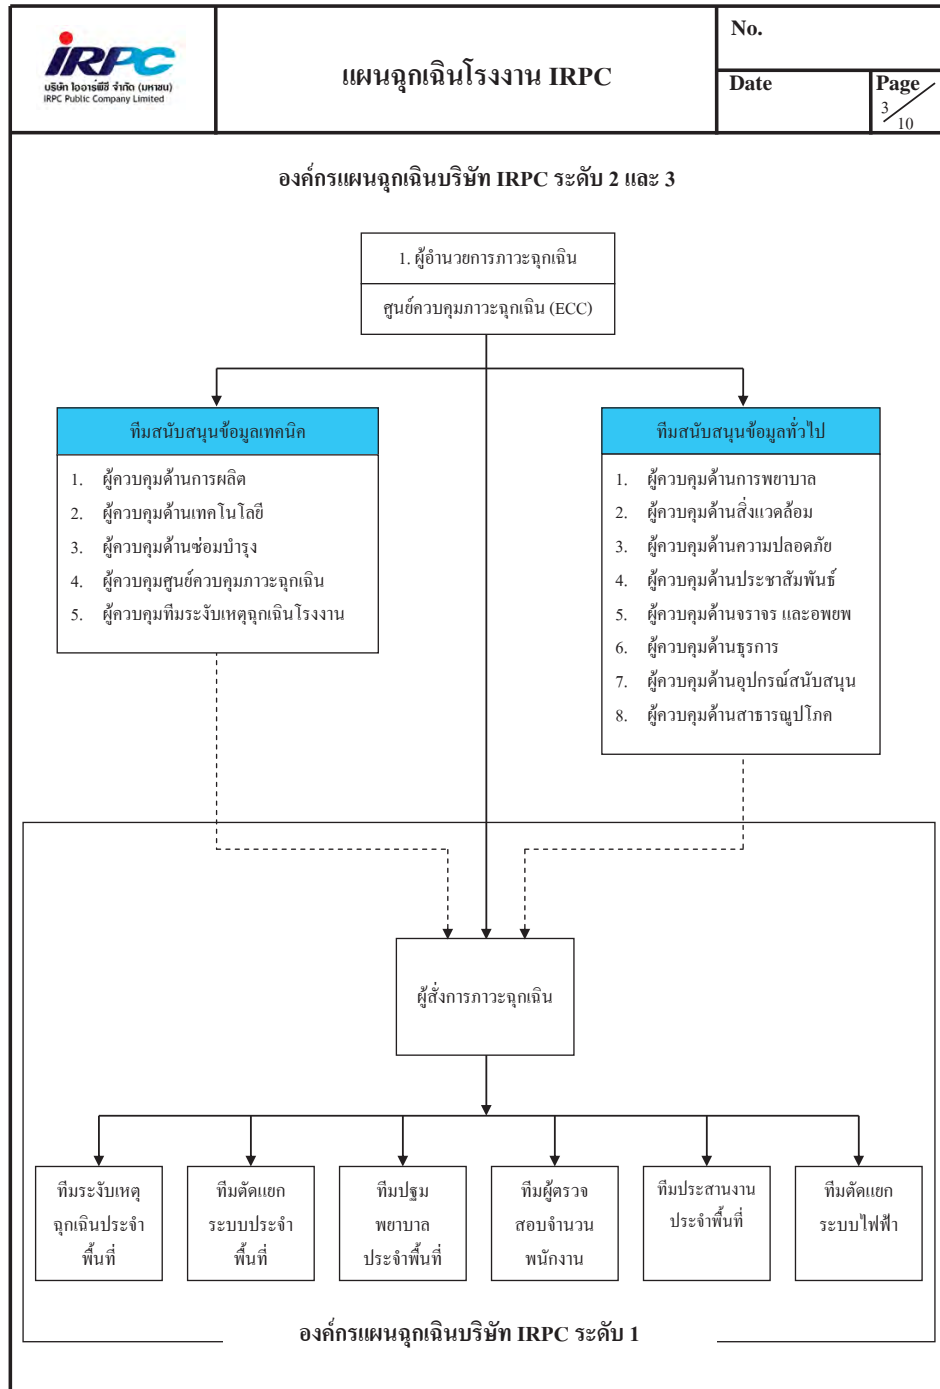 IRPC
บริษัท ไออาร์พีซี จำกัด (มหาชน)
IRPC Public Company Limited
แผนฉุกเฉินโรงงาน IRPC
No.
Date
Page
3
10
องค์กรแผนฉุกเฉินบริษัท IRPC ระดับ 2 และ 3
1. ผู้อำนวยการภาวะฉุกเฉิน
ศูนย์ควบคุมภาวะฉุกเฉิน (ECC)
ทีมสนับสนุนข้อมูลเทคนิค
1. ผู้ควบคุมด้านการผลิต
2. ผู้ควบคุมด้านเทคโนโลยี
3. ผู้ควบคุมด้านซ่อมบำรุง
4. ผู้ควบคุมศูนย์ควบคุมภาวะฉุกเฉิน
5. ผู้ควบคุมทีมระงับเหตุฉุกเฉินโรงงาน
ทีมสนับสนุนข้อมูลทั่วไป
1. ผู้ควบคุมด้านการพยาบาล
2. ผู้ควบคุมด้านสิ่งแวดล้อม
3. ผู้ควบคุมด้านความปลอดภัย
4. ผู้ควบคุมด้านประชาสัมพันธ์
5. ผู้ควบคุมด้านจราจร และอพยพ
6. ผู้ควบคุมด้านธุรการ
7. ผู้ควบคุมด้านอุปกรณ์สนับสนุน
8. ผู้ควบคุมด้านสาธารณูปโภค
ผู้สั่งการภาวะฉุกเฉิน
ทีมระงับเหตุ
ฉุกเฉินประจำ
พื้นที่
ทีมตัดแยก
ระบบประจำ
พื้นที่
ทีมปฐม
พยาบาล
ประจำพื้นที่
ทีมผู้ตรวจ
สอบจำนวน
พนักงาน
ทีมประสานงาน
ประจำพื้นที่
ทีมตัดแยก
ระบบไฟฟ้า
องค์กรแผนฉุกเฉินบริษัท IRPC ระดับ 1